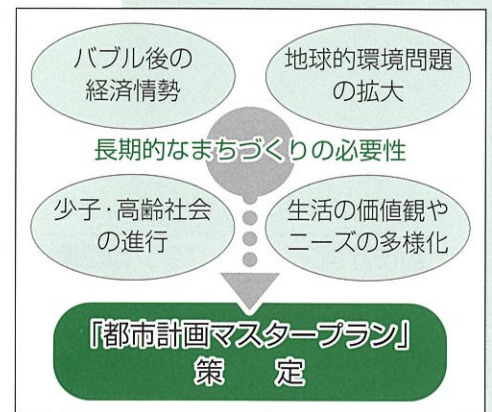 バブル後の
経済情勢
地球的環境問題
の拡大
長期的なまちづくりの必要性
少子・高齢社会
の進行
生活の価値観や
ニーズの多様化
「都市計画マスタープラン」
策　定